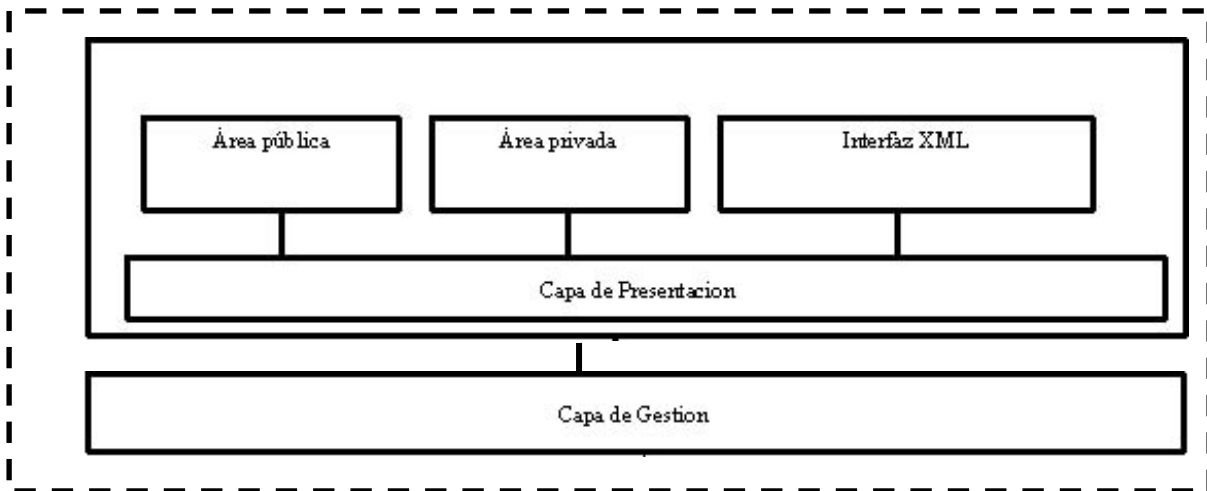 Área pública
Área privada
Interfaz XML
Capa de Presentacion
Capa de Gestion